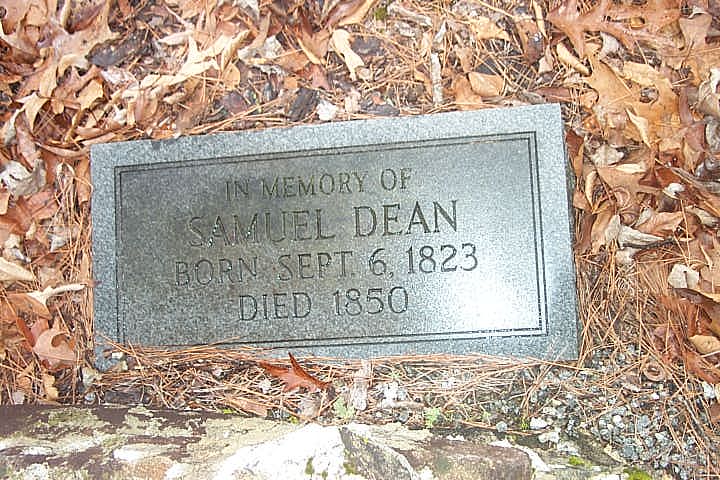 IN MEMORY OF
SAMUEL DEAN
BORN SEPT. 6, 1823
DIED 1850